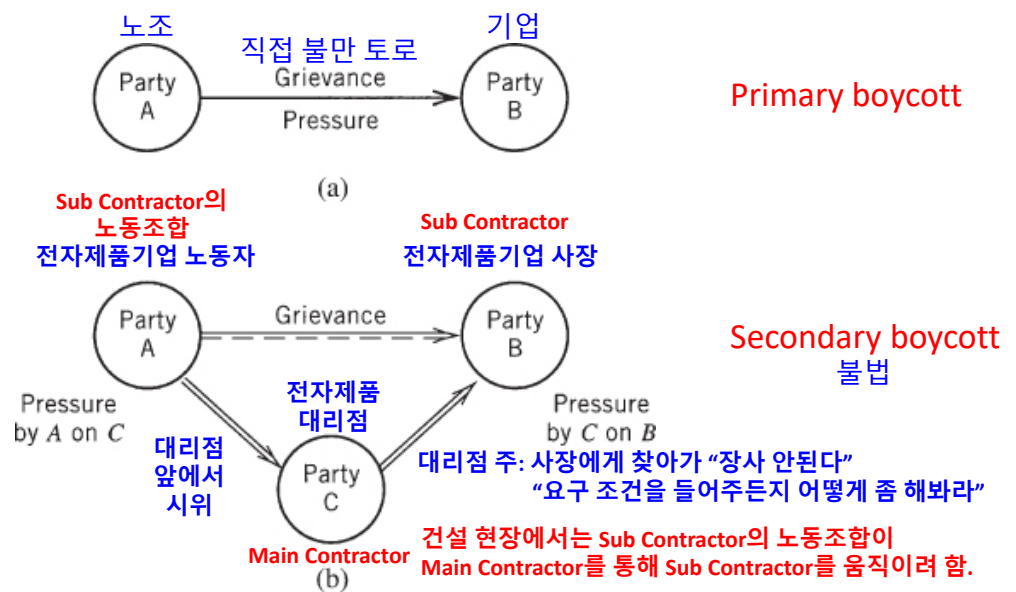 노조
기업
직접 불만 토로
Party
A
Grievance
Pressure
Party
B
Primary boycott
(a)
Sub Contractor의
노동조합
전자제품기업 노동자
Sub Contractor
전자제품기업 사장
Party
A
Grievance
Party
B
Secondary boycott
불법
Pressure
by A on C
대리점
앞에서
시위
전자제품
대리점
Party
C
Pressure
by C on B
대리점 주: 사장에게 찾아가 “장사 안된다”
“요구 조건을 들어주든지 어떻게 좀 해봐라”
Main Contractor
(b)
건설 현장에서는 Sub Contractor의 노동조합이
Main Contractor를 통해 Sub Contractor를 움직이려 함.